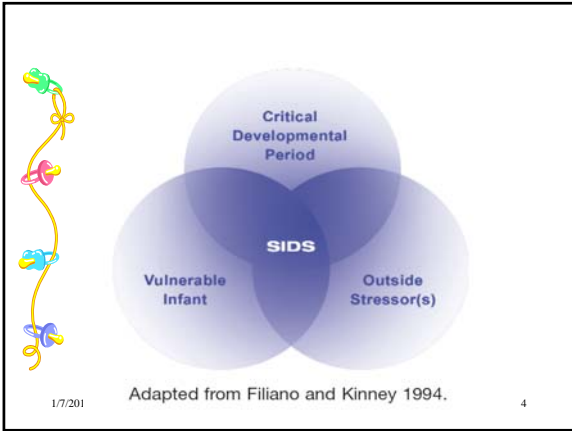 Critical
Developmental
Period
SIDS
Vulnerable
Infant
Outside
Stressor(s)
Adapted from Filiano and Kinney 1994.
1/7/201
4